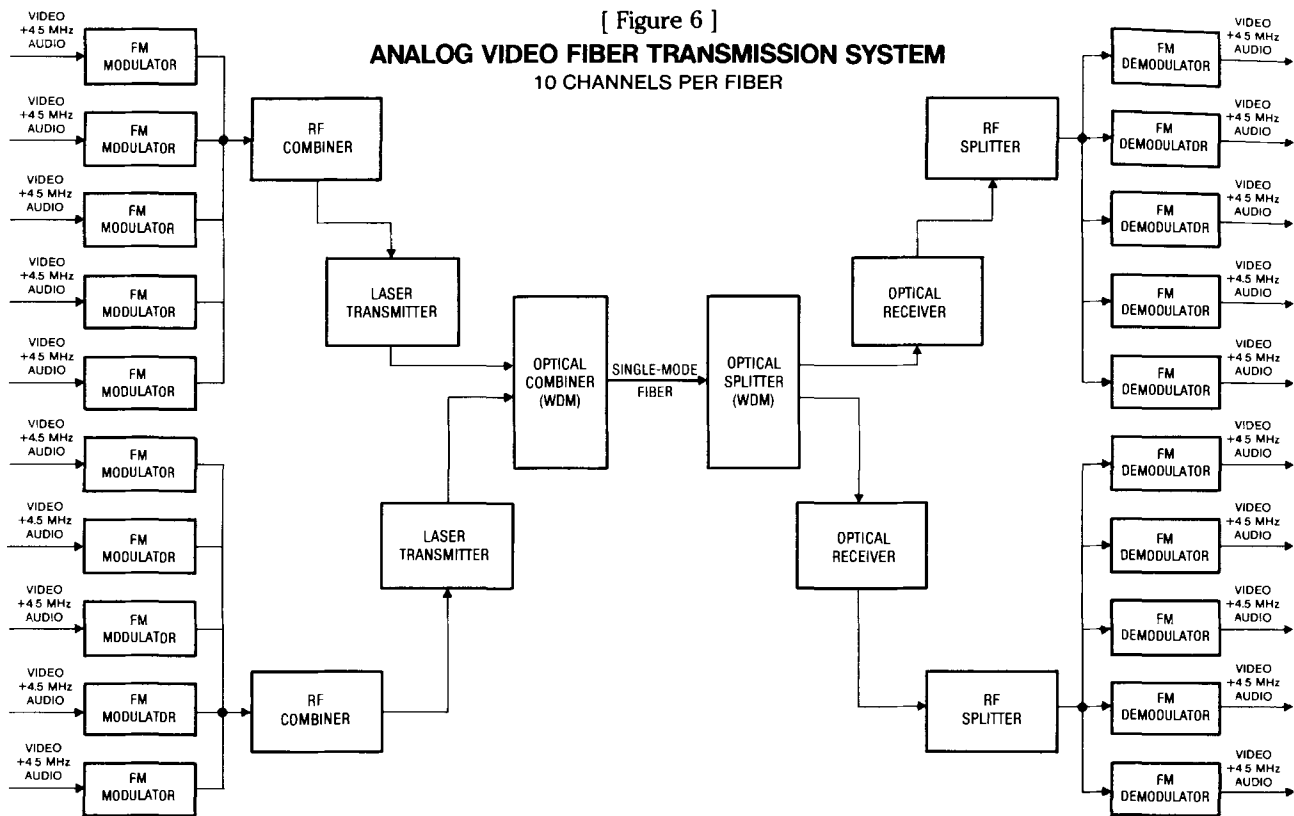 [ Figure 6 ]
ANALOG VIDEO FIBER TRANSMISSION SYSTEM
10 CHANNELS PER FIBER
VIDEO
+4.5 MHz
AUDIO
FM
MODULATOR
VIDEO
+4.5 MHz
AUDIO
FM
MODULATOR
VIDEO
+4.5 MHz
AUDIO
FM
MODULATOR
VIDEO
+4.5 MHz
AUDIO
FM
MODULATOR
VIDEO
+4.5 MHz
AUDIO
FM
MODULATOR
VIDEO
+4.5 MHz
AUDIO
FM
MODULATOR
VIDEO
+4.5 MHz
AUDIO
FM
MODULATOR
VIDEO
+4.5 MHz
AUDIO
FM
MODULATOR
VIDEO
+4.5 MHz
AUDIO
FM
MODULATOR
VIDEO
+4.5 MHz
AUDIO
FM
MODULATOR
RF
COMBINER
LASER
TRANSMITTER
LASER
TRANSMITTER
RF
COMBINER
OPTICAL
COMBINER
(WDM)
SINGLE-MODE
FIBER
OPTICAL
SPLITTER
(WDM)
RF
SPLITTER
OPTICAL
RECEIVER
OPTICAL
RECEIVER
RF
SPLITTER
FM
DEMODULATOR
VIDEO
+4.5 MHz
AUDIO
FM
DEMODULATOR
VIDEO
+4.5 MHz
AUDIO
FM
DEMODULATOR
VIDEO
+4.5 MHz
AUDIO
FM
DEMODULATOR
VIDEO
+4.5 MHz
AUDIO
FM
DEMODULATOR
VIDEO
+4.5 MHz
AUDIO
FM
DEMODULATOR
VIDEO
+4.5 MHz
AUDIO
FM
DEMODULATOR
VIDEO
+4.5 MHz
AUDIO
FM
DEMODULATOR
VIDEO
+4.5 MHz
AUDIO
FM
DEMODULATOR
VIDEO
+4.5 MHz
AUDIO
FM
DEMODULATOR
VIDEO
+4.5 MHz
AUDIO